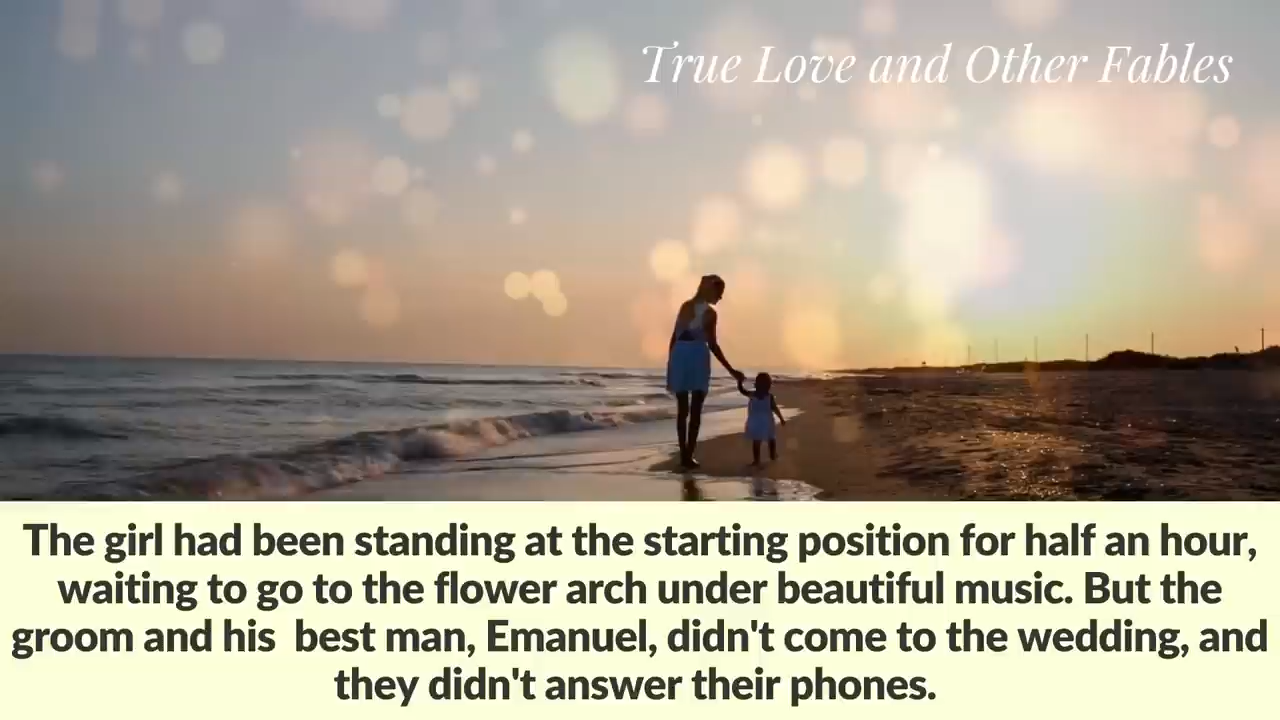 True Love and Other Fables
The girl had been standing at the starting position for half an hour,
waiting to go to the flower arch under beautiful music. But the
groom and his  best man, Emanuel, didn't come to the wedding, and
they didn't answer their phones.